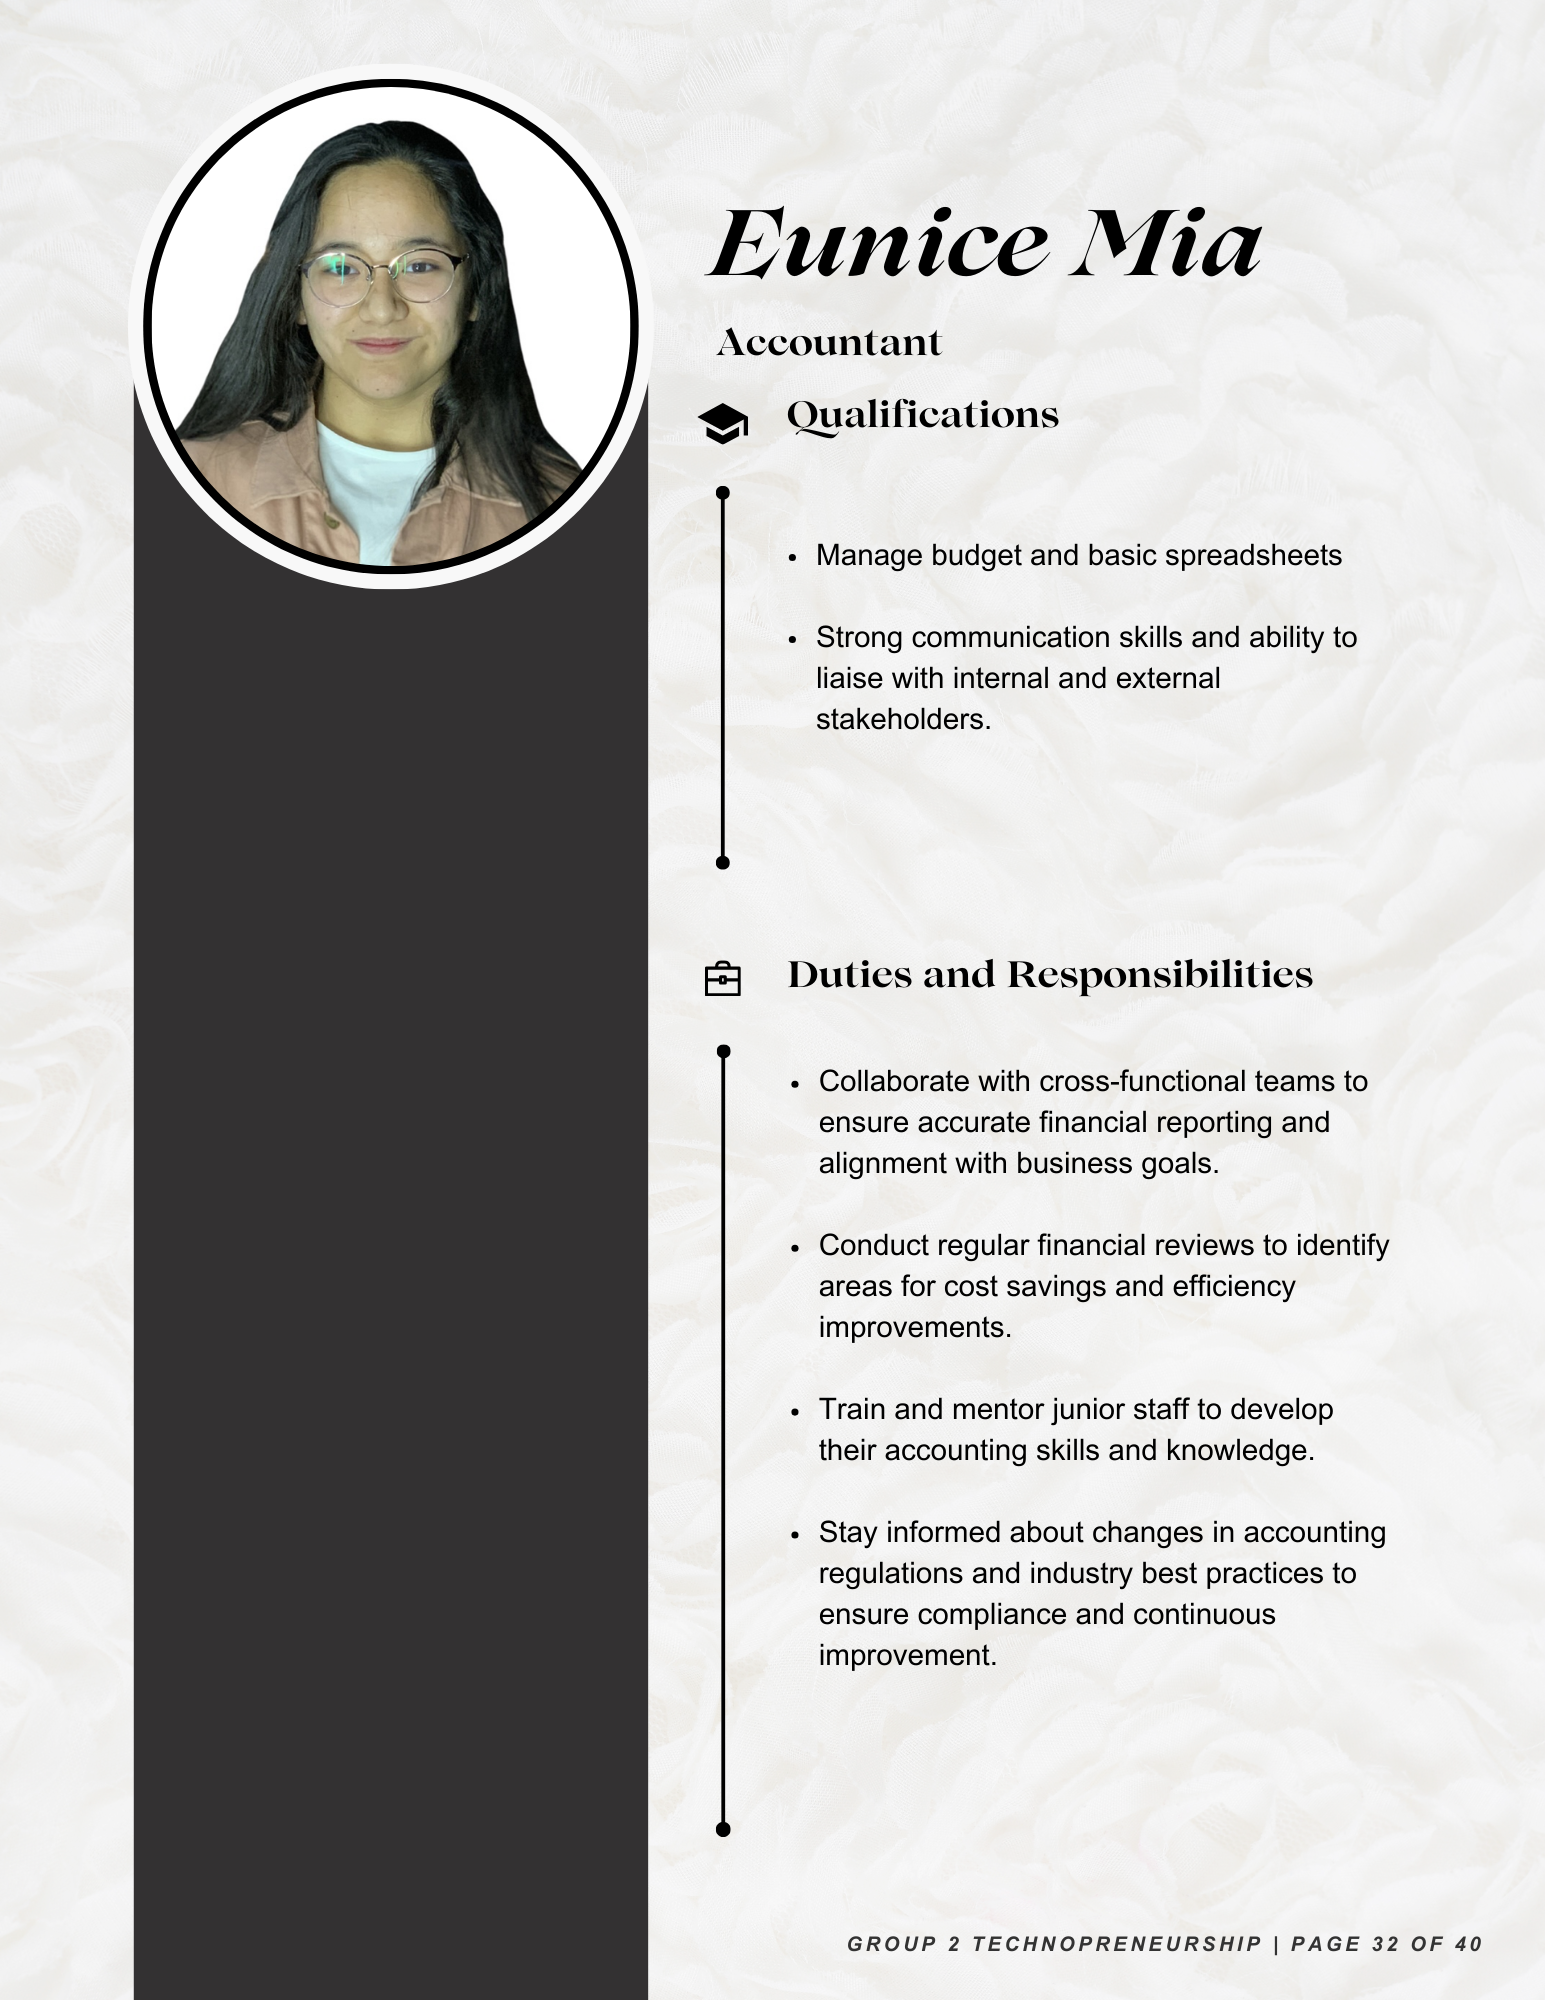 Eunice Mia
Accountant
Qualifications
• Manage budget and basic spreadsheets
• Strong communication skills and ability to
liaise with internal and external
stakeholders.
Duties and Responsibilities
• Collaborate with cross-functional teams to
ensure accurate financial reporting and
alignment with business goals.
• Conduct regular financial reviews to identify
areas for cost savings and efficiency
improvements.
• Train and mentor junior staff to develop
their accounting skills and knowledge.
• Stay informed about changes in accounting
regulations and industry best practices to
ensure compliance and continuous
improvement.
GROUP 2 TECHNOPRENEURSHIP | PAGE 32 OF 40